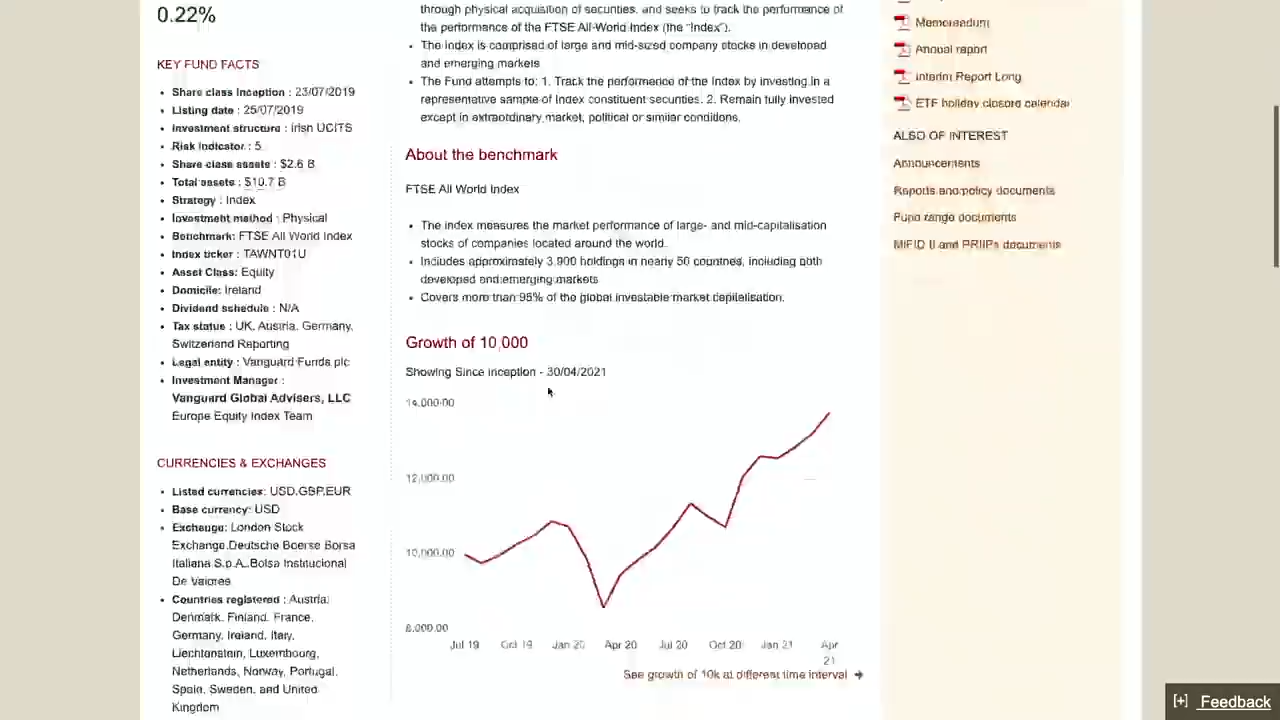 0.22%
KEY FUND FACTS
Share class inception : 23/07/2019
Listing date : 25/07/2019
Investment structure : Irish UCITS
Risk indicator : 5
Share class assets : $2.6 B
Total assets : $10.7 B
Strategy : Index
Investment method : Physical
Benchmark: FTSE All World Index
Index ticker : TAWNT01U
Asset Class: Equity
Domicile: Ireland
Dividend schedule : N/A
Tax status : UK, Austria, Germany,
Switzerland Reporting
Legal entity : Vanguard Funds plc
Investment Manager :
Vanguard Global Advisers, LLC
Europe Equity Index Team
CURRENCIES & EXCHANGES
Listed currencies: USD,GBP,EUR
Base currency: USD
Exchange: London Stock
Exchange,Deutsche Boerse,Borsa
Italiana S.p.A.,Bolsa Institucional
De Valores
Countries registered : Austria,
Denmark, Finland, France,
Germany, Ireland, Italy,
Liechtenstein, Luxembourg,
Netherlands, Norway, Portugal,
Spain, Sweden, and United
Kingdom
through physical acquisition of securities, and seeks to track the performance of
the performance of the FTSE All-World Index (the "Index").
The Index is comprised of large and mid-sized company stocks in developed
and emerging markets
The Fund attempts to: 1. Track the performance of the Index by investing in a
representative sample of Index constituent securities. 2. Remain fully invested
except in extraordinary market, political or similar conditions.
About the benchmark
FTSE All World Index
The index measures the market performance of large- and mid-capitalisation
stocks of companies located around the world.
Includes approximately 3,900 holdings in nearly 50 countries, including both
developed and emerging markets
Covers more than 95% of the global investable market capitalisation.
Growth of 10,000
Showing Since inception - 30/04/2021
14,000.00
12,000.00
10,000.00
8,000.00
Jul 19 Oct 19 Jan 20 Apr 20 Jul 20 Oct 20 Jan 21 Apr
21
See growth of 10k at different time interval
Memorandum
Annual report
Interim Report Long
ETF holiday closure calendar
ALSO OF INTEREST
Announcements
Reports and policy documents
Fund range documents
MiFID II and PRIIPs documents
[+] Feedback